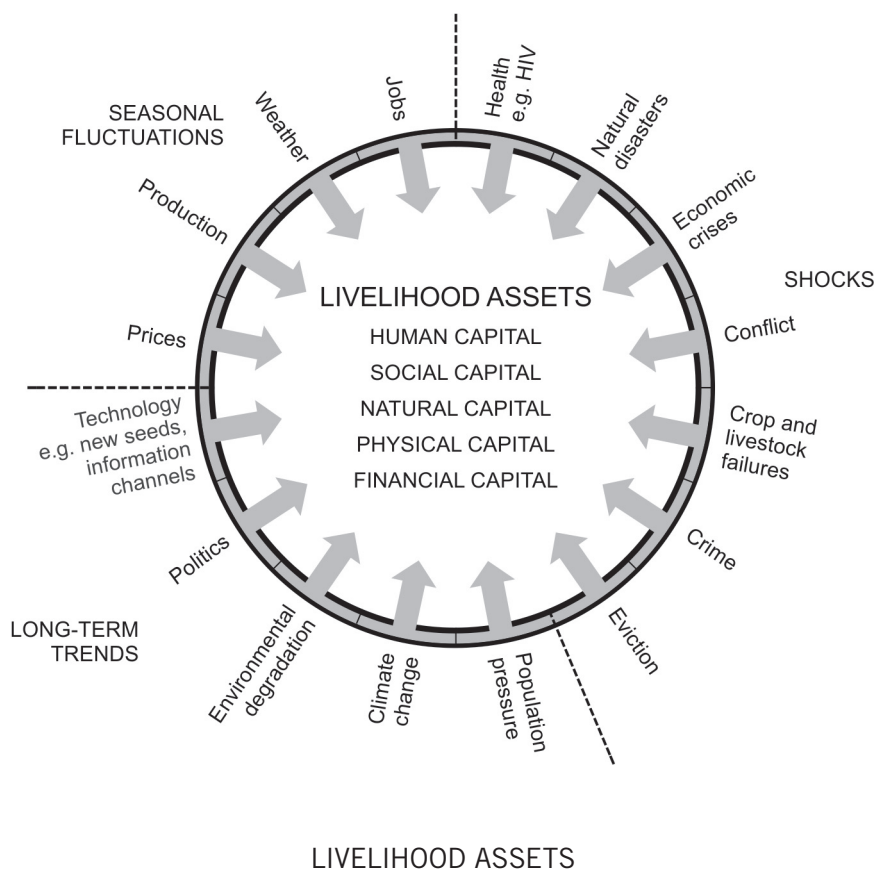 SEASONAL
FLUCTUATIONS
Prices
Production
Weather
Jobs
Health
e.g. HIV
Natural
disasters
Economic
crises
SHOCKS
Conflict
Crop and
livestock
failures
Crime
Eviction
Population
pressure
Climate
change
Environmental
degradation
LONG-TERM
TRENDS
Politics
Technology
e.g. new seeds,
information
channels
LIVELIHOOD ASSETS
HUMAN CAPITAL
SOCIAL CAPITAL
NATURAL CAPITAL
PHYSICAL CAPITAL
FINANCIAL CAPITAL
LIVELIHOOD ASSETS